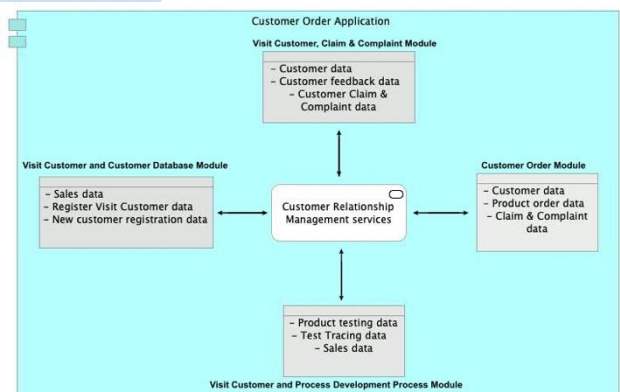 Customer Order Application
Visit Customer, Claim & Complaint Module
- Customer data
- Customer feedback data
- Customer Claim &
Complaint data
Visit Customer and Customer Database Module
- Sales data
- Register Visit Customer data
- New customer registration data
Customer Relationship
Management services
Customer Order Module
- Customer data
- Product order data
- Claim & Complaint
data
- Product testing data
- Test Tracing data
- Sales data
Visit Customer and Process Development Process Module